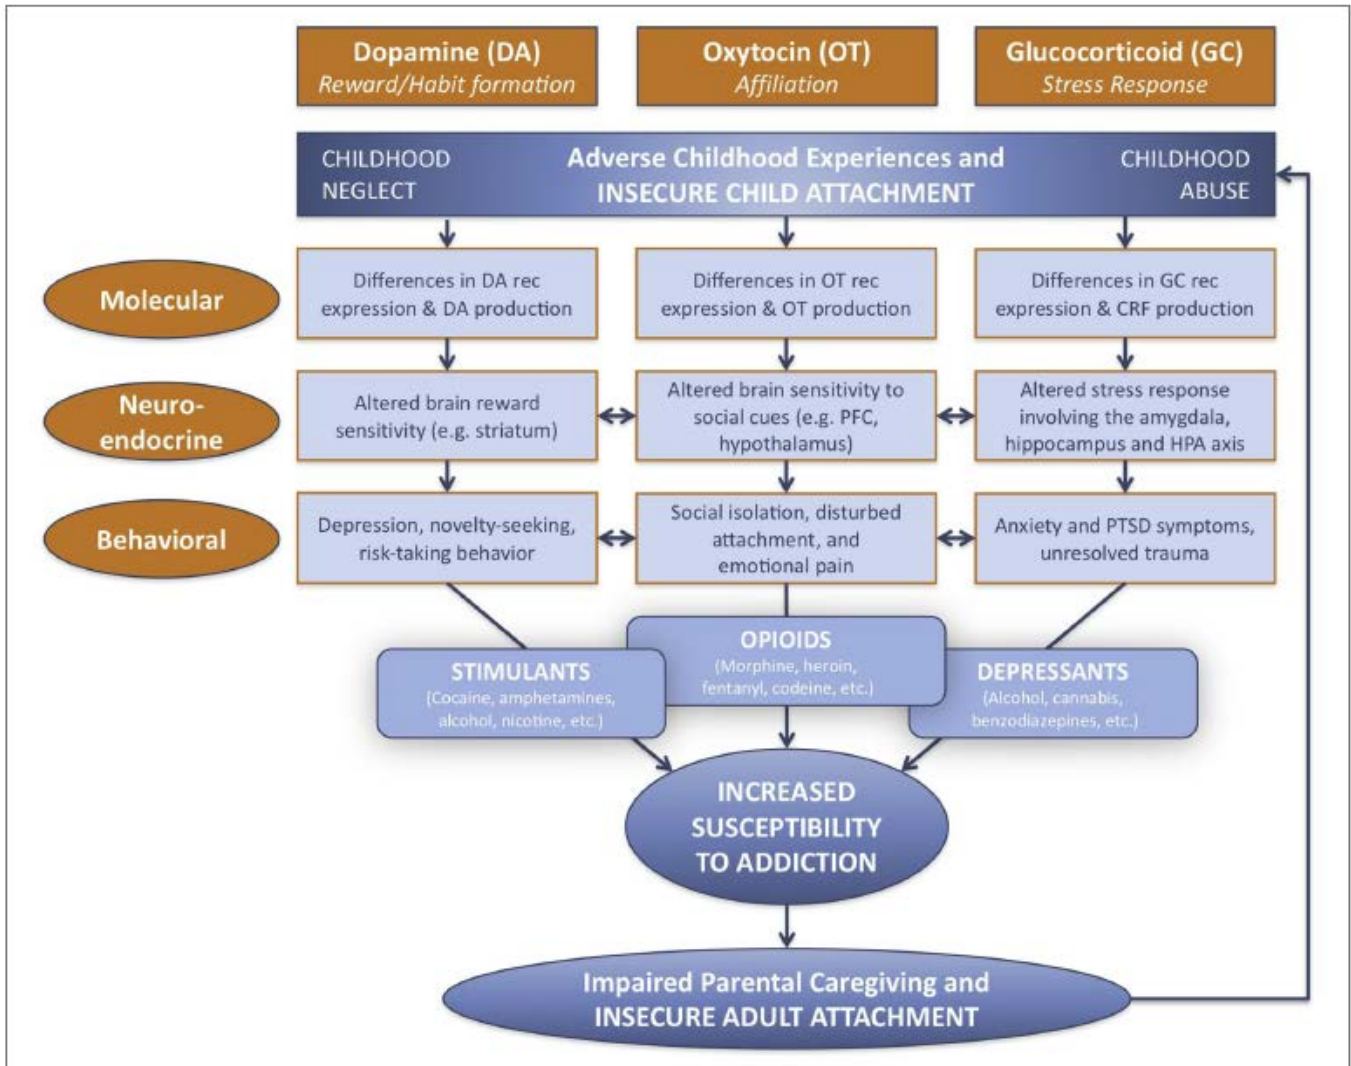 Dopamine (DA)
Reward/Habit formation
Oxytocin (OT)
Affiliation
Glucocorticoid (GC)
Stress Response
CHILDHOOD
NEGLECT
Adverse Childhood Experiences and
INSECURE CHILD ATTACHMENT
CHILDHOOD
ABUSE
Molecular
Differences in DA rec
expression & DA production
Differences in OT rec
expression & OT production
Differences in GC rec
expression & CRF production
Neuro-
endocrine
Altered brain reward
sensitivity (e.g. striatum)
Altered brain sensitivity to
social cues (e.g. PFC,
hypothalamus)
Altered stress response
involving the amygdala,
hippocampus and HPA axis
Behavioral
Depression, novelty-seeking,
risk-taking behavior
Social isolation, disturbed
attachment, and
emotional pain
Anxiety and PTSD symptoms,
unresolved trauma
STIMULANTS
(Cocaine, amphetamines,
alcohol, nicotine, etc.)
OPIOIDS
(Morphine, heroin,
fentanyl, codeine, etc.)
DEPRESSANTS
(Alcohol, cannabis,
benzodiazepines, etc.)
INCREASED
SUSCEPTIBILITY
TO ADDICTION
Impaired Parental Caregiving and
INSECURE ADULT ATTACHMENT